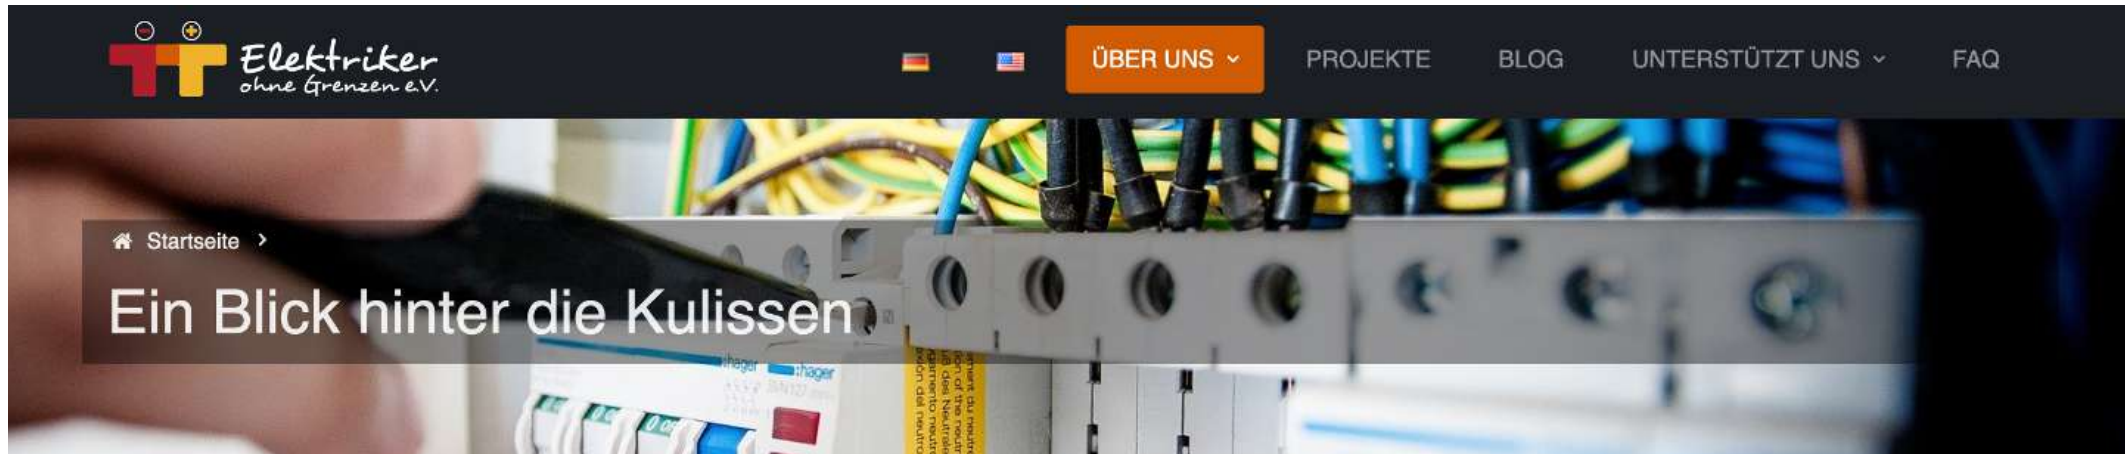 Elektriker
ohne Grenzen e.V.
ÜBER UNS
PROJEKTE
BLOG
UNTERSTÜTZT UNS
FAQ
Startseite
Ein Blick hinter die Kulissen
:hager
:hager